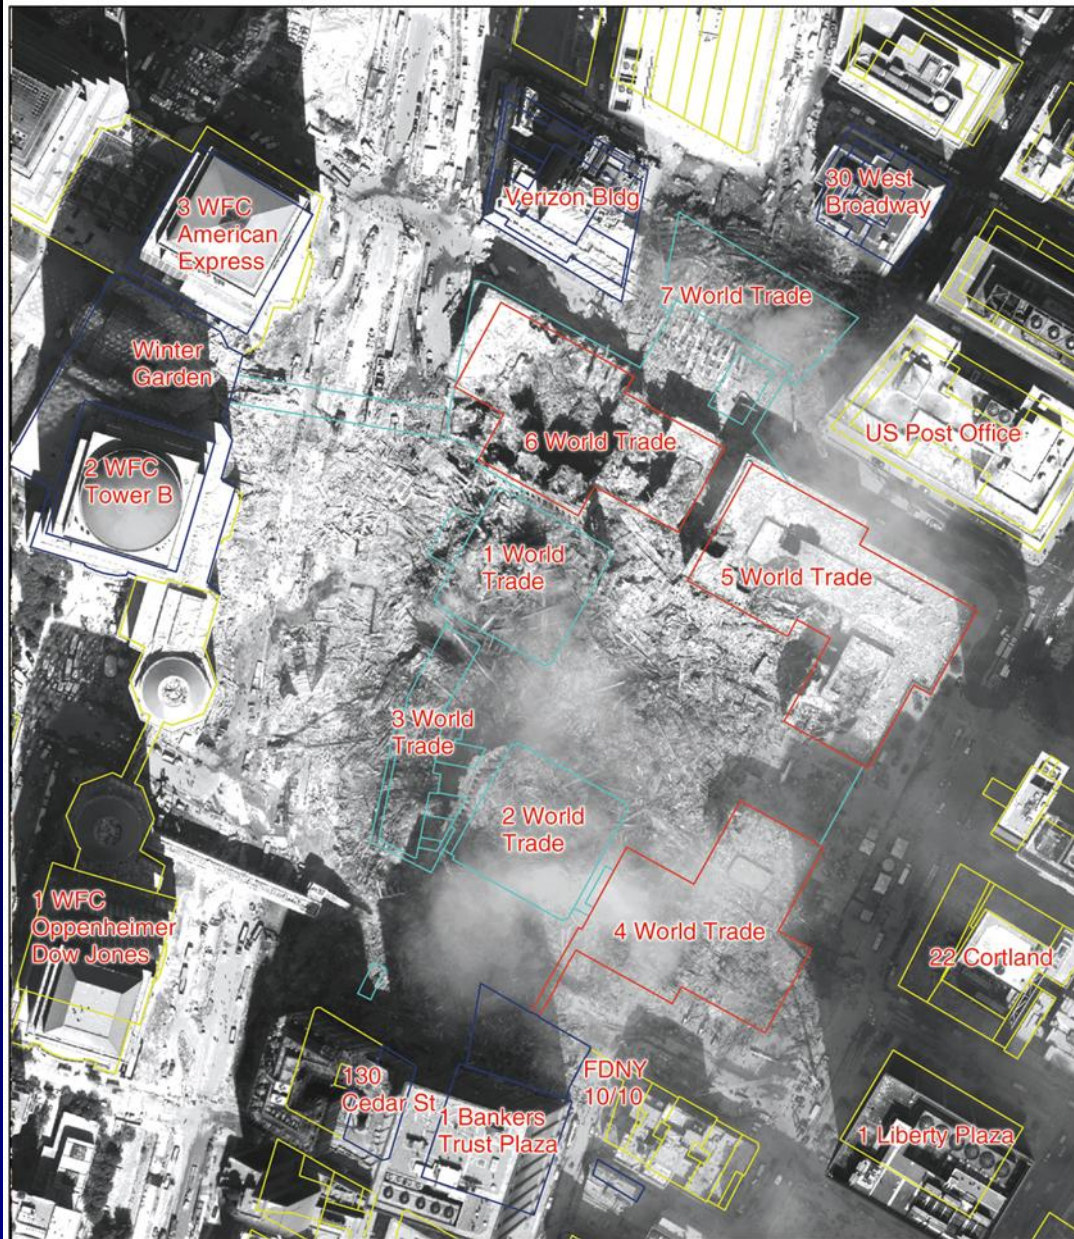 Verizon Bldg
30 West
Broadway
3 WFC
American
Express
7 World Trade
Winter
Garden
6 World Trade
US Post Office
2 WFC
Tower B
1 World
Trade
5 World Trade
3 World
Trade
2 World
Trade
1 WFC
Oppenheimer
Dow Jones
4 World Trade
22 Cortland
130
Cedar St
FDNY
10/10
1 Bankers
Trust Plaza
1 Liberty Plaza